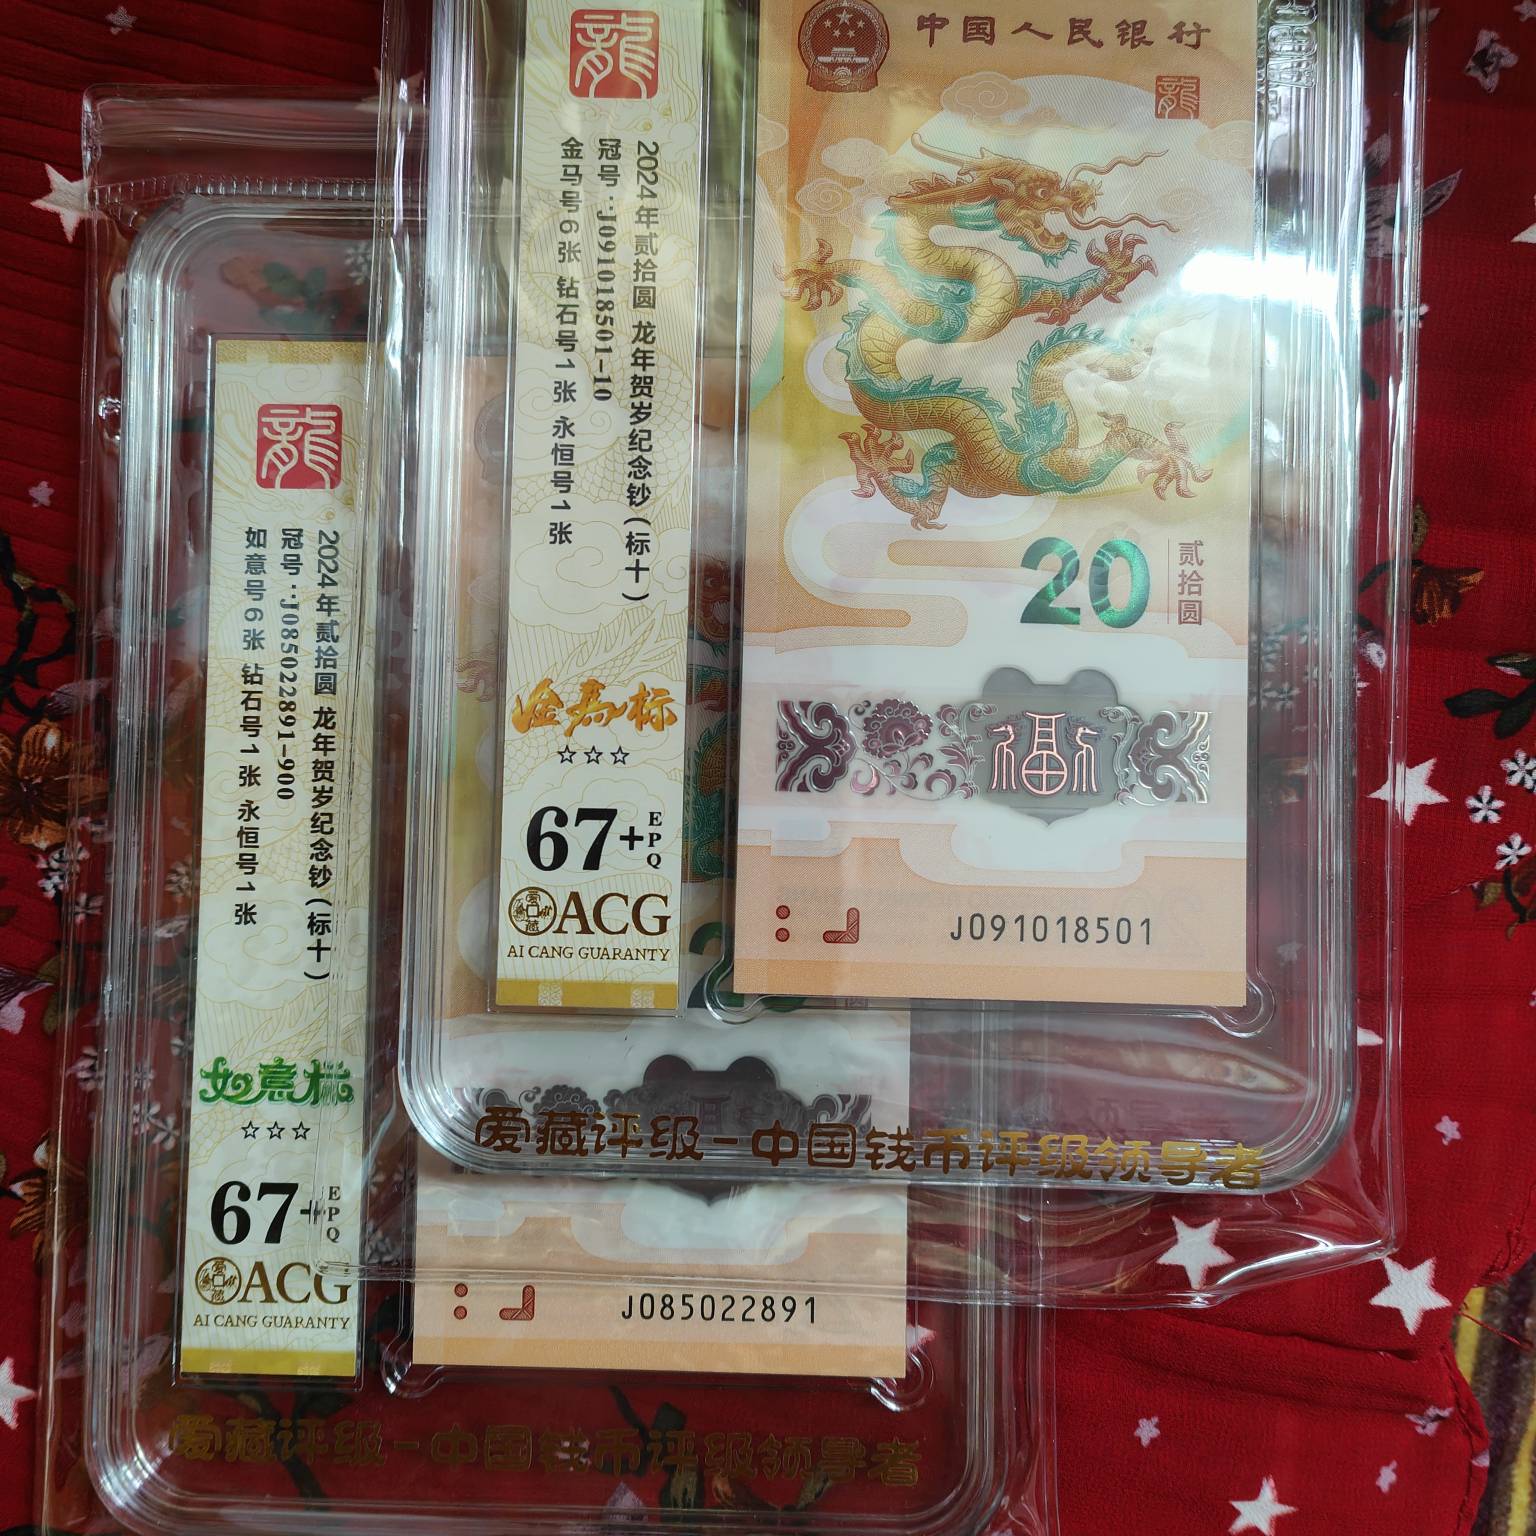 龍
2024年贰拾圆 龙年贺岁纪念钞(标十)
冠号:J091018501-10
金马号6张 钻石号1张 永恒号1张
金马标
☆☆☆
67+
EPQ
ACG
AI CANG GUARANTY
中国人民银行
龍
20
贰拾圆
福
J091018501
爱藏评级-中国钱币评级领导者
龍
2024年贰拾圆 龙年贺岁纪念钞(标十)
冠号:J085022891-900
如意号6张 钻石号1张 永恒号1张
如意标
☆☆☆
67+
EPQ
ACG
AI CANG GUARANTY
J085022891
爱藏评级-中国钱币评级领导者